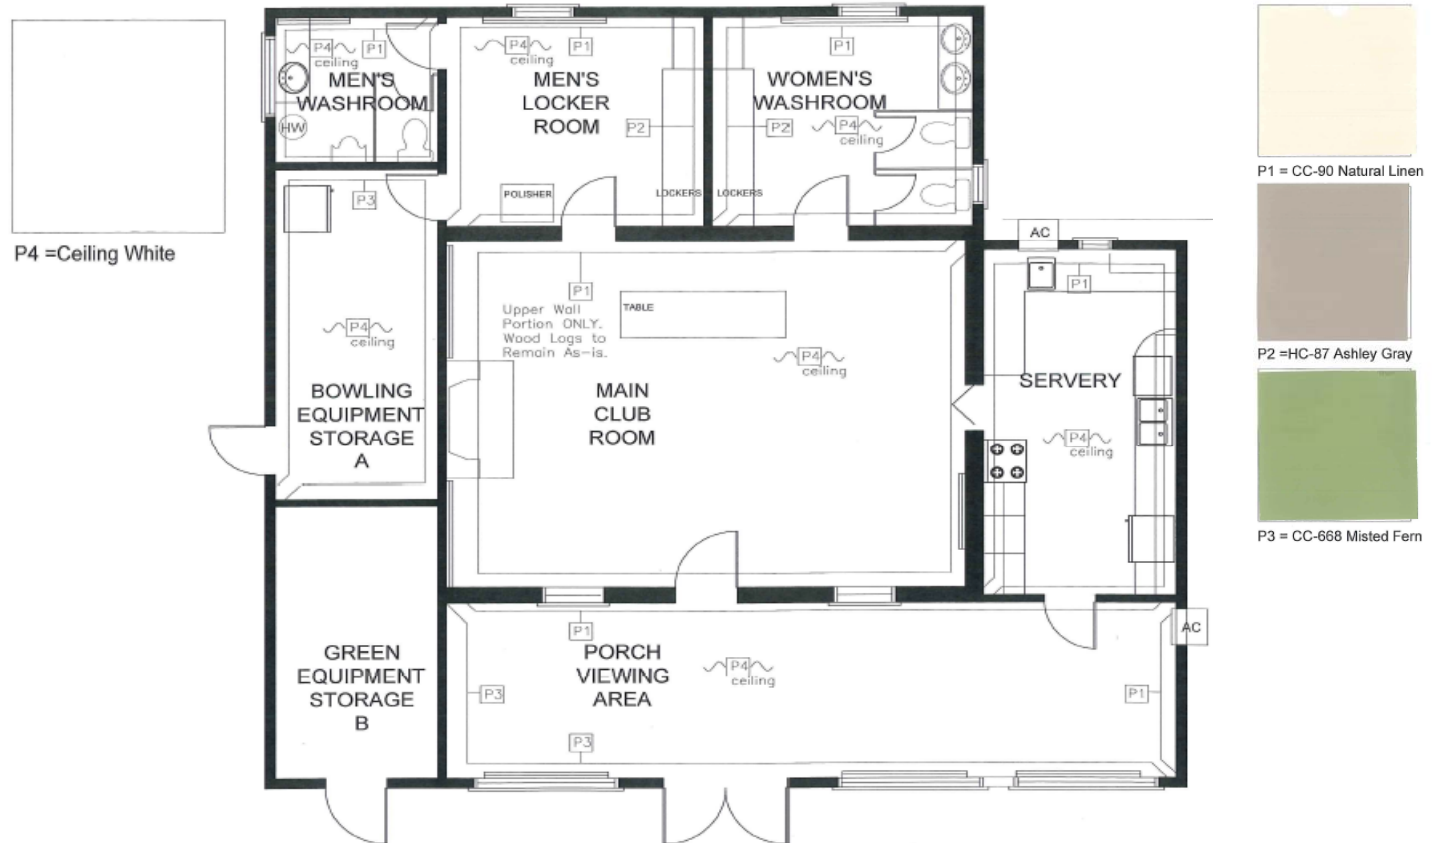 P4 =Ceiling White
P4
ceiling
P1
MEN'S
WASHROOM
HW
P4
ceiling
P1
MEN'S
LOCKER
ROOM
P2
POLISHER
LOCKERS
P1
WOMEN'S
WASHROOM
P2
P4
ceiling
LOCKERS
P1 = CC-90 Natural Linen
P2 =HC-87 Ashley Gray
P3 = CC-668 Misted Fern
P3
P4
ceiling
BOWLING
EQUIPMENT
STORAGE
A
P1
Upper Wall
Portion ONLY.
Wood Logs to
Remain As-is.
TABLE
P4
ceiling
MAIN
CLUB
ROOM
AC
P1
SERVERY
P4
ceiling
GREEN
EQUIPMENT
STORAGE
B
P1
PORCH
VIEWING
AREA
P4
ceiling
P3
P3
P1
AC